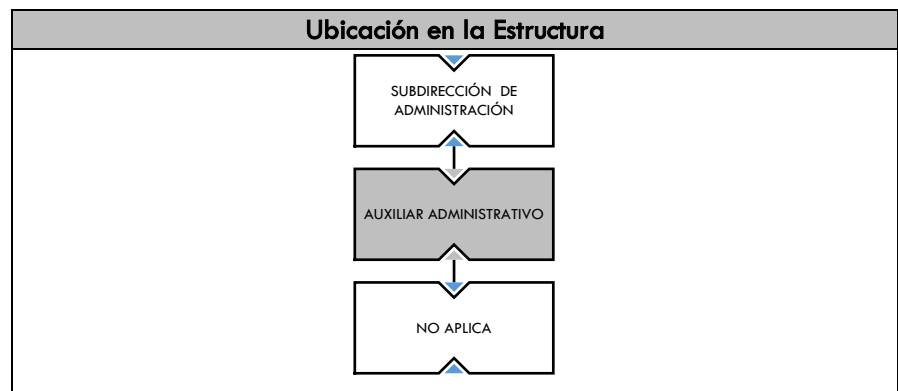 Ubicación en la Estructura
SUBDIRECCIÓN DE
ADMINISTRACIÓN
AUXILIAR ADMINISTRATIVO
NO APLICA